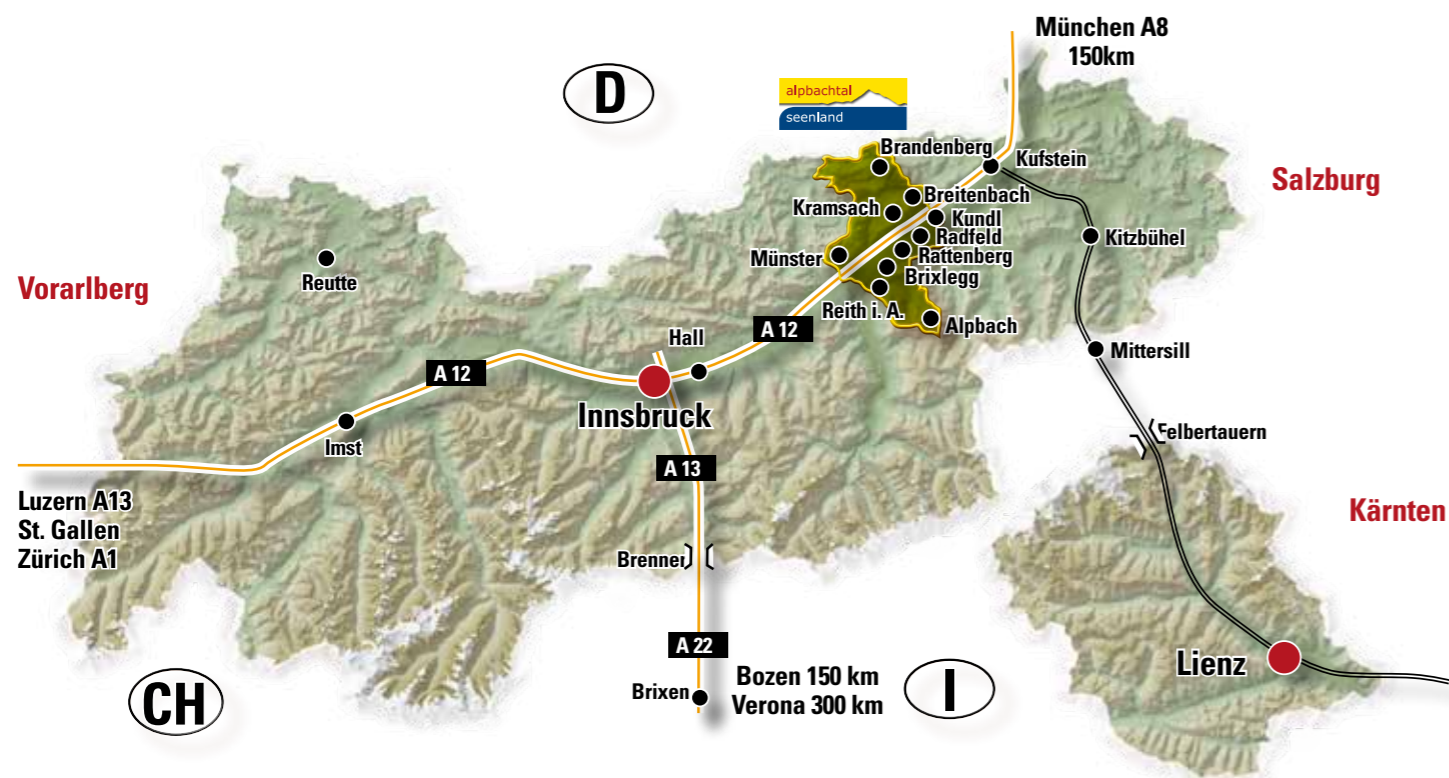 München A8
150km
D
alpbachtal
seenland
Brandenberg
Kufstein
Salzburg
Breitenbach
Kramsach
Kundl
Radfeld
Kitzbühel
Münster
Rattenberg
Reutte
Brixlegg
Vorarlberg
Reith i. A.
Alpbach
Hall
A 12
Mittersill
A 12
Innsbruck
Felbertauern
Imst
A 13
Luzern A13
St. Gallen
Zürich A1
Kärnten
Brenner
A 22
Lienz
Bozen 150 km
Verona 300 km
Brixen
CH
I